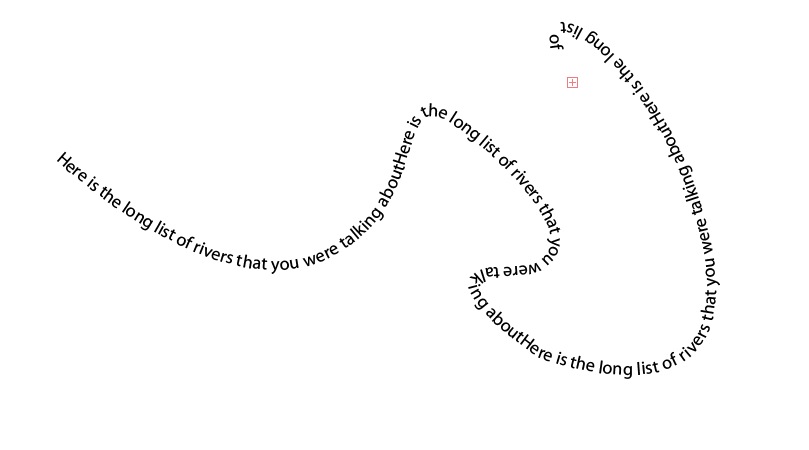 Here is the long list of rivers that you were talking aboutHere is the long list of rivers that you were talking aboutHere is the long list of rivers that you were talking aboutHere is the long list of